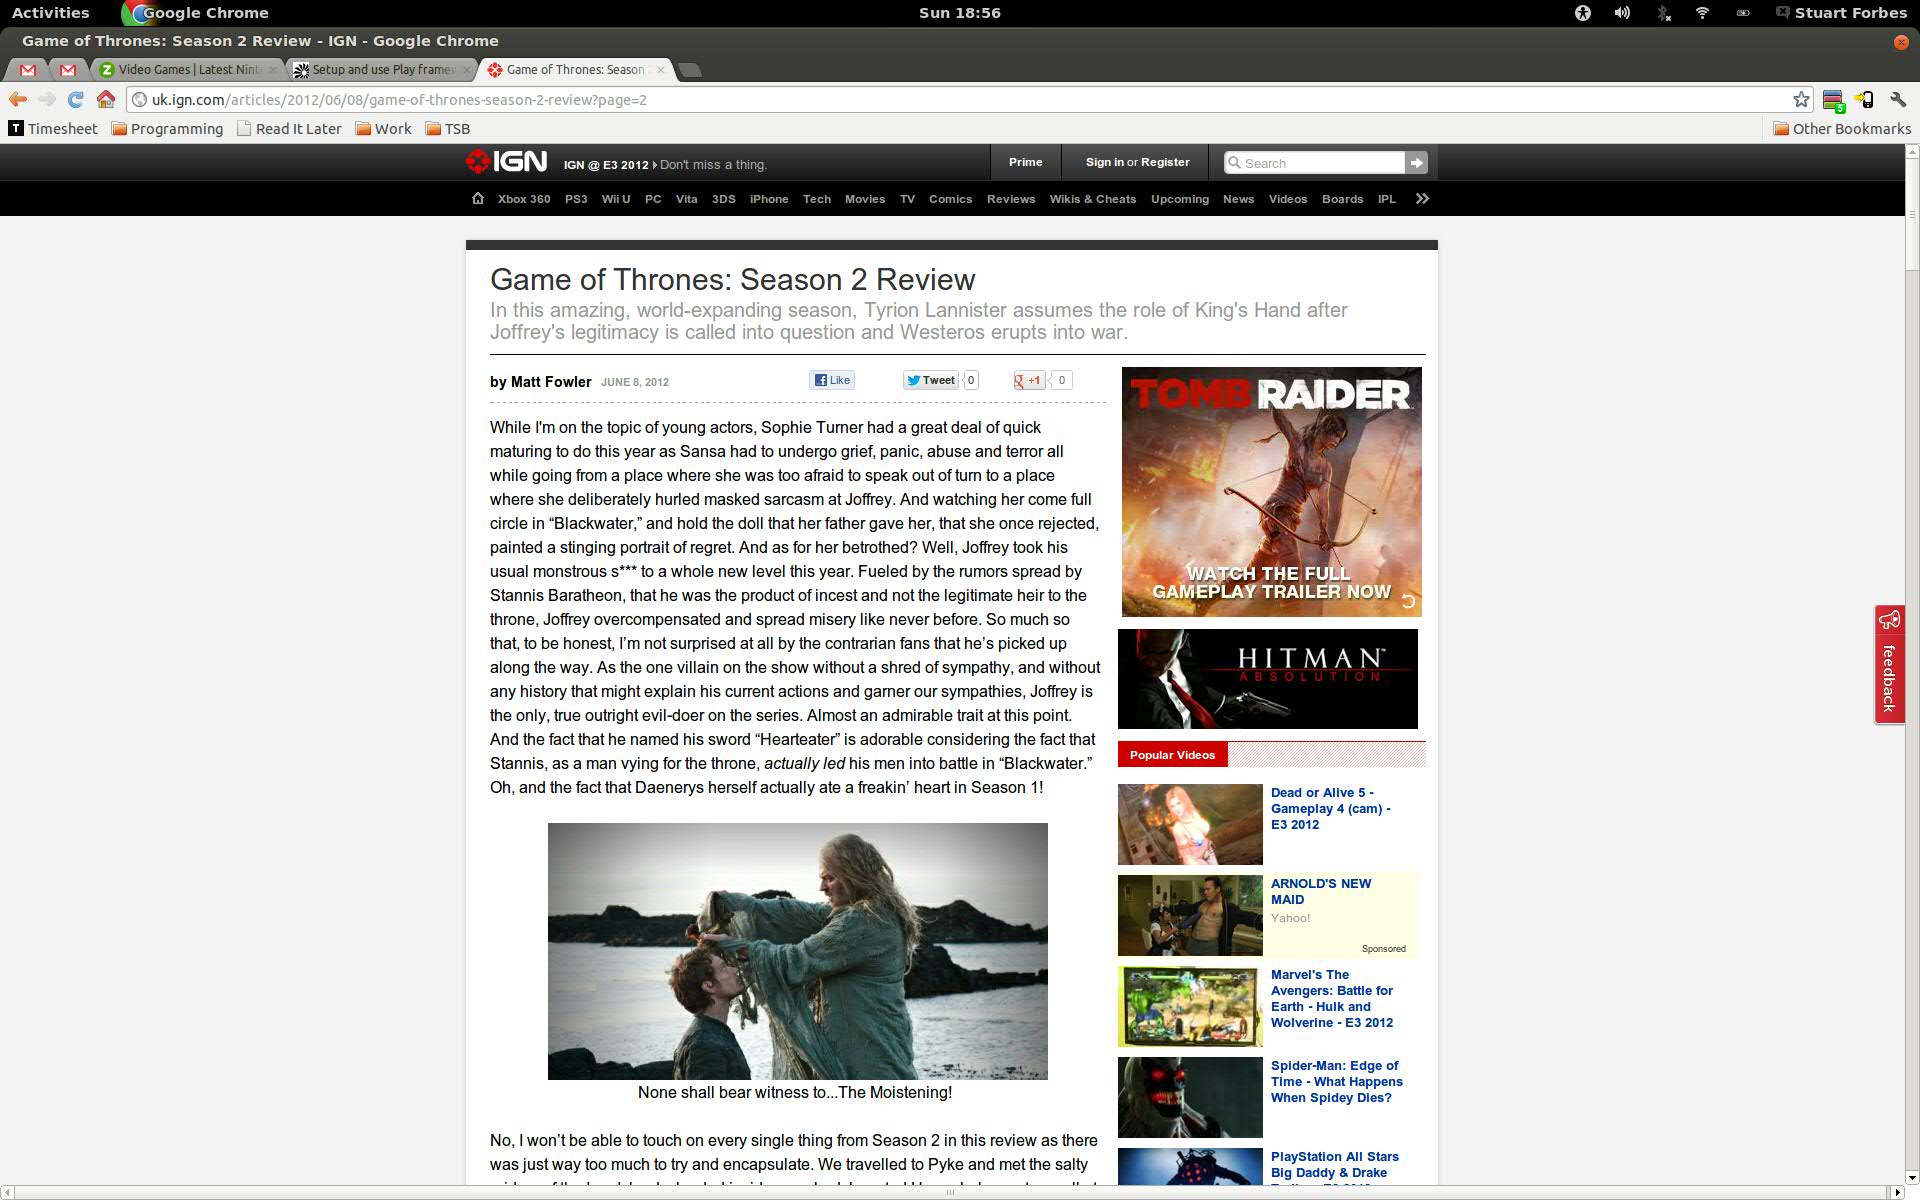 Activities
Google Chrome
Sun 18:56
Stuart Forbes
Game of Thrones: Season 2 Review - IGN - Google Chrome
Video Games | Latest Nint
Setup and use Play framew
Game of Thrones: Season
uk.ign.com/articles/2012/06/08/game-of-thrones-season-2-review?page=2
T Timesheet
Programming
Read It Later
Work
TSB
Other Bookmarks
IGN
IGN @ E3 2012 Don't miss a thing.
Prime
Sign in or Register
Search
Xbox 360 PS3 Wii U PC Vita 3DS iPhone Tech Movies TV Comics Reviews Wikis & Cheats Upcoming News Videos Boards IPL
Game of Thrones: Season 2 Review
In this amazing, world-expanding season, Tyrion Lannister assumes the role of King's Hand after
Joffrey's legitimacy is called into question and Westeros erupts into war.
by Matt Fowler JUNE 8, 2012
Like
Tweet 0
+1 0
While I'm on the topic of young actors, Sophie Turner had a great deal of quick
maturing to do this year as Sansa had to undergo grief, panic, abuse and terror all
while going from a place where she was too afraid to speak out of turn to a place
where she deliberately hurled masked sarcasm at Joffrey. And watching her come full
circle in “Blackwater,” and hold the doll that her father gave her, that she once rejected,
painted a stinging portrait of regret. And as for her betrothed? Well, Joffrey took his
usual monstrous s*** to a whole new level this year. Fueled by the rumors spread by
Stannis Baratheon, that he was the product of incest and not the legitimate heir to the
throne, Joffrey overcompensated and spread misery like never before. So much so
that, to be honest, I’m not surprised at all by the contrarian fans that he’s picked up
along the way. As the one villain on the show without a shred of sympathy, and without
any history that might explain his current actions and garner our sympathies, Joffrey is
the only, true outright evil-doer on the series. Almost an admirable trait at this point.
And the fact that he named his sword “Hearteater” is adorable considering the fact that
Stannis, as a man vying for the throne, actually led his men into battle in “Blackwater.”
Oh, and the fact that Daenerys herself actually ate a freakin’ heart in Season 1!
None shall bear witness to...The Moistening!
No, I won’t be able to touch on every single thing from Season 2 in this review as there
was just way too much to try and encapsulate. We travelled to Pyke and met the salty
TOMB RAIDER
WATCH THE FULL
GAMEPLAY TRAILER NOW
HITMAN
ABSOLUTION
Popular Videos
Dead or Alive 5 -
Gameplay 4 (cam) -
E3 2012
ARNOLD'S NEW
MAID
Yahoo!
Sponsored
Marvel's The
Avengers: Battle for
Earth - Hulk and
Wolverine - E3 2012
Spider-Man: Edge of
Time - What Happens
When Spidey Dies?
PlayStation All Stars
Big Daddy & Drake
feedback